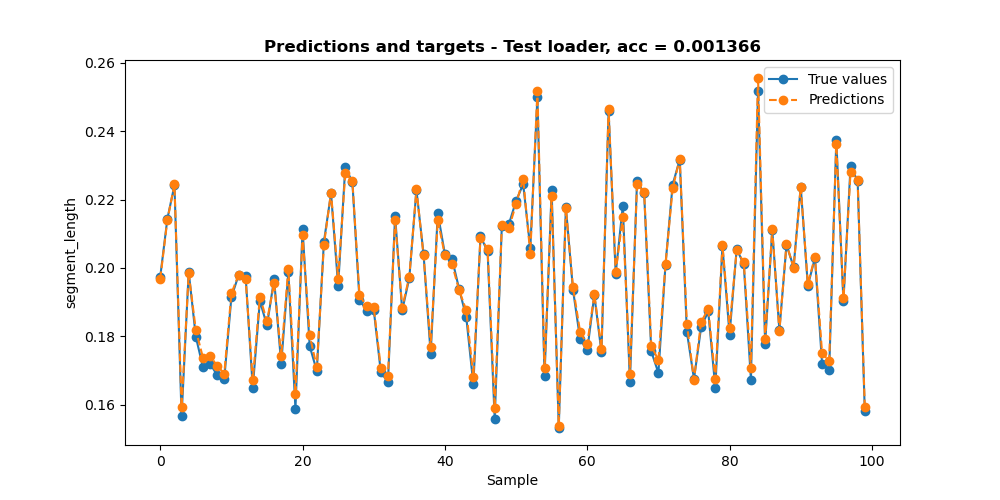 Predictions and targets - Test loader, acc = 0.001366
True values
Predictions
segment_length
0.26
0.24
0.22
0.20
0.18
0.16
0
20
40
60
80
100
Sample